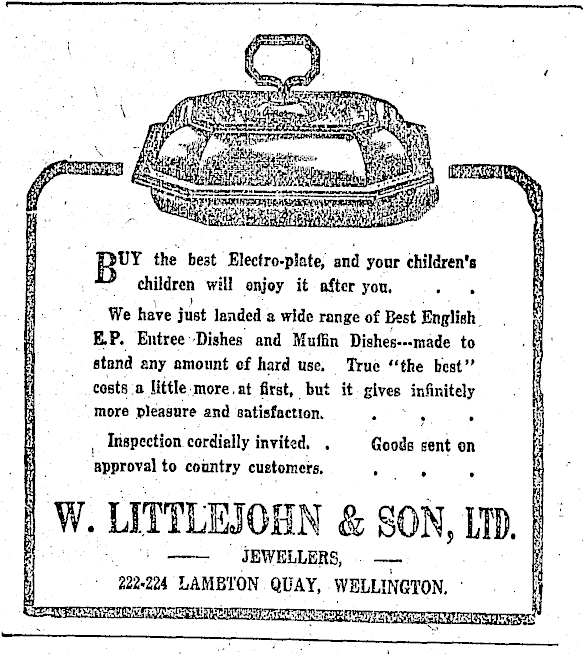 BUY the best Electro-plate, and your children's
children will enjoy it after you. . .
We have just landed a wide range of Best English
E.P. Entree Dishes and Muffin Dishes---made to
stand any amount of hard use. True "the best"
costs a little more at first, but it gives infinitely
more pleasure and satisfaction. . . .
Inspection cordially invited. . Goods sent on
approval to country customers. . . .
W. LITTLEJOHN & SON, LTD.
JEWELLERS,
222-224 LAMBTON QUAY, WELLINGTON.